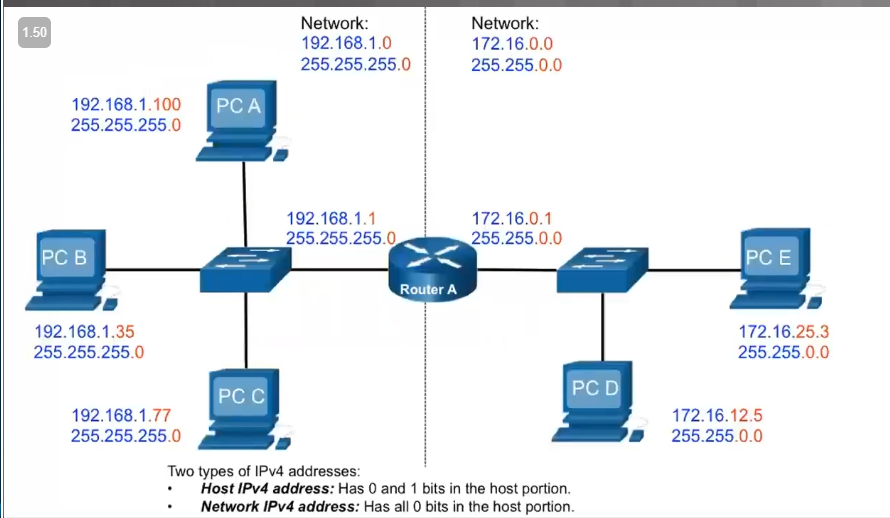 1.50
Network:
192.168.1.0
255.255.255.0
Network:
172.16.0.0
255.255.0.0
192.168.1.100
255.255.255.0
PC A
192.168.1.1
255.255.255.0
172.16.0.1
255.255.0.0
PC B
Router A
PC E
192.168.1.35
255.255.255.0
172.16.25.3
255.255.0.0
PC C
PC D
192.168.1.77
255.255.255.0
172.16.12.5
255.255.0.0
Two types of IPv4 addresses:
• Host IPv4 address: Has 0 and 1 bits in the host portion.
• Network IPv4 address: Has all 0 bits in the host portion.